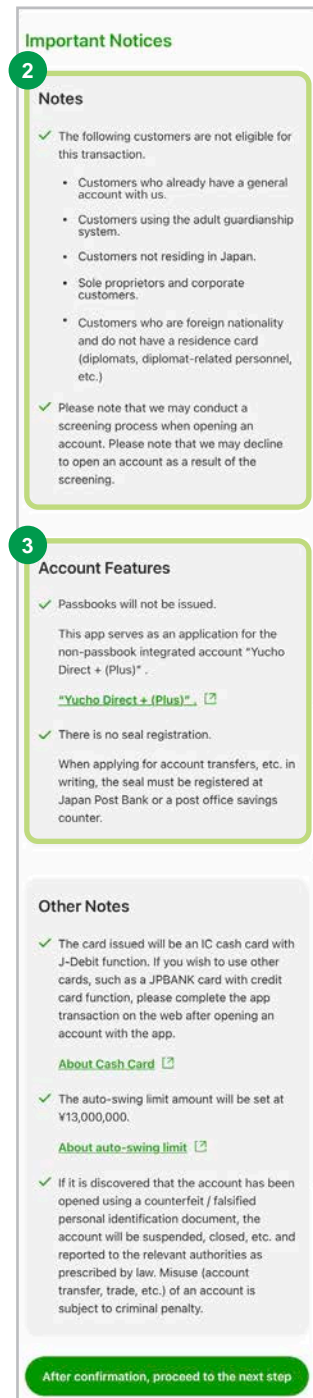 Important Notices
2
Notes
✓ The following customers are not eligible for
this transaction.
• Customers who already have a general
account with us.
• Customers using the adult guardianship
system.
• Customers not residing in Japan.
• Sole proprietors and corporate
customers.
• Customers who are foreign nationality
and do not have a residence card
(diplomats, diplomat-related personnel,
etc.)
✓ Please note that we may conduct a
screening process when opening an
account. Please note that we may decline
to open an account as a result of the
screening.
3
Account Features
✓ Passbooks will not be issued.
This app serves as an application for the
non-passbook integrated account "Yucho
Direct + (Plus)" .
"Yucho Direct + (Plus)" .
✓ There is no seal registration.
When applying for account transfers, etc. in
writing, the seal must be registered at
Japan Post Bank or a post office savings
counter.
Other Notes
✓ The card issued will be an IC cash card with
J-Debit function. If you wish to use other
cards, such as a JPBANK card with credit
card function, please complete the app
transaction on the web after opening an
account with the app.
About Cash Card
✓ The auto-swing limit amount will be set at
¥13,000,000.
About auto-swing limit
✓ If it is discovered that the account has been
opened using a counterfeit / falsified
personal identification document, the
account will be suspended, closed, etc. and
reported to the relevant authorities as
prescribed by law. Misuse (account
transfer, trade, etc.) of an account is
subject to criminal penalty.
After confirmation, proceed to the next step